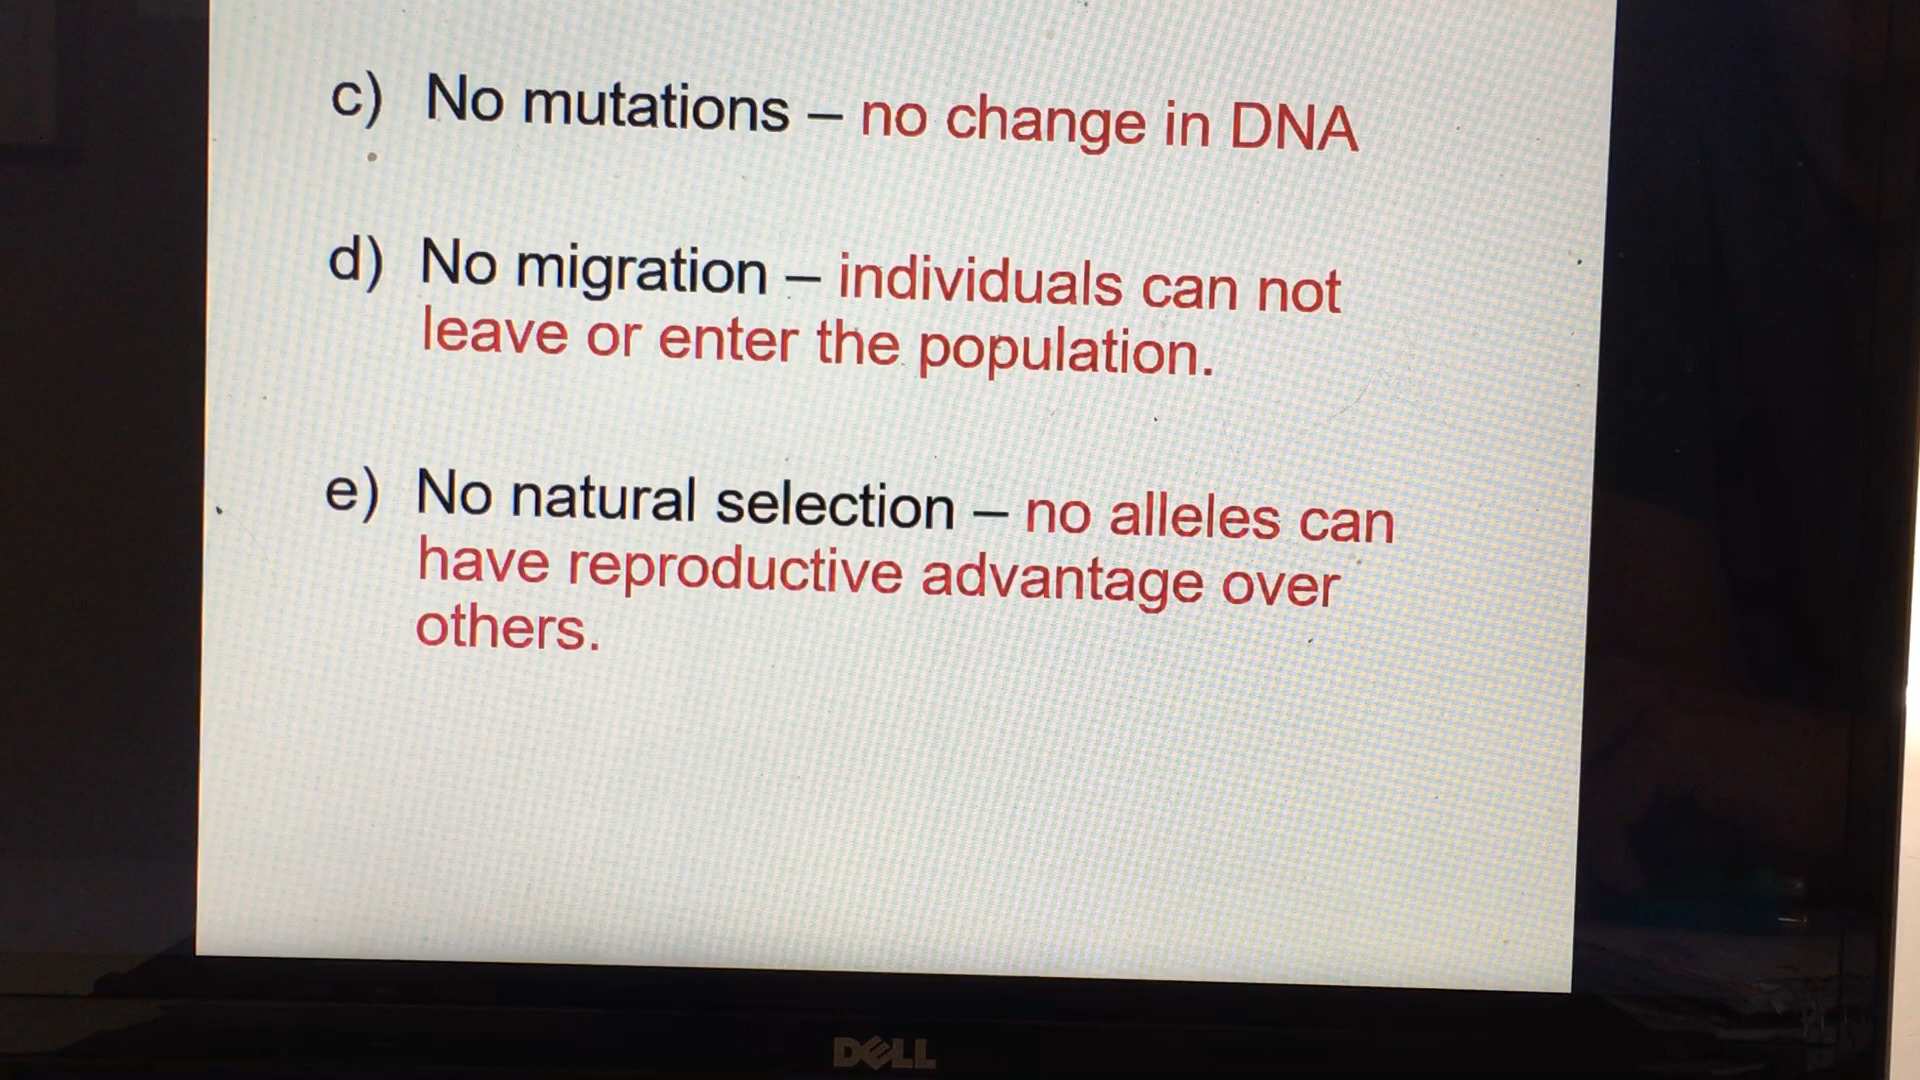 c) No mutations – no change in DNA
d) No migration – individuals can not
leave or enter the population.
e) No natural selection – no alleles can
have reproductive advantage over
others.
DELL